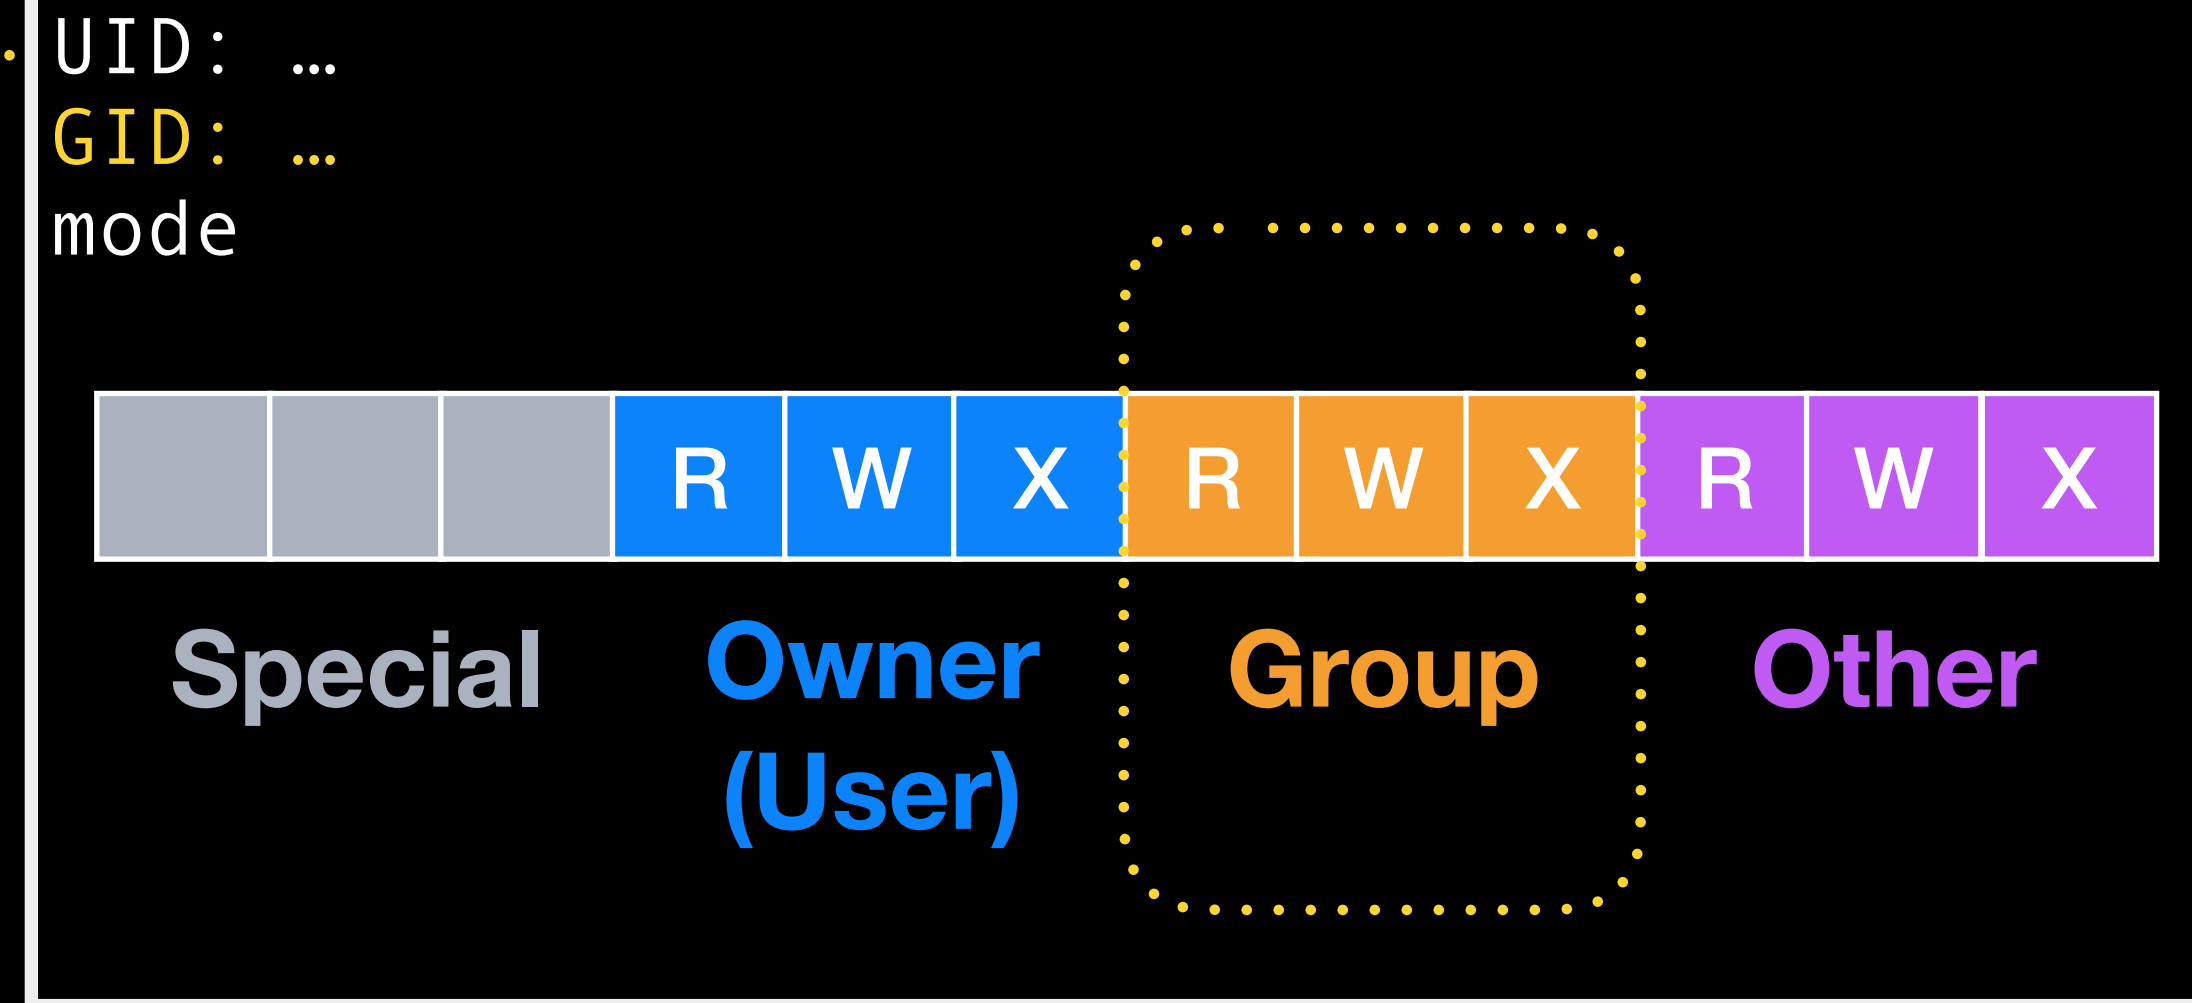 UID: …
GID: …
mode
R W X R W X R W X
Special Owner Group Other
(User)